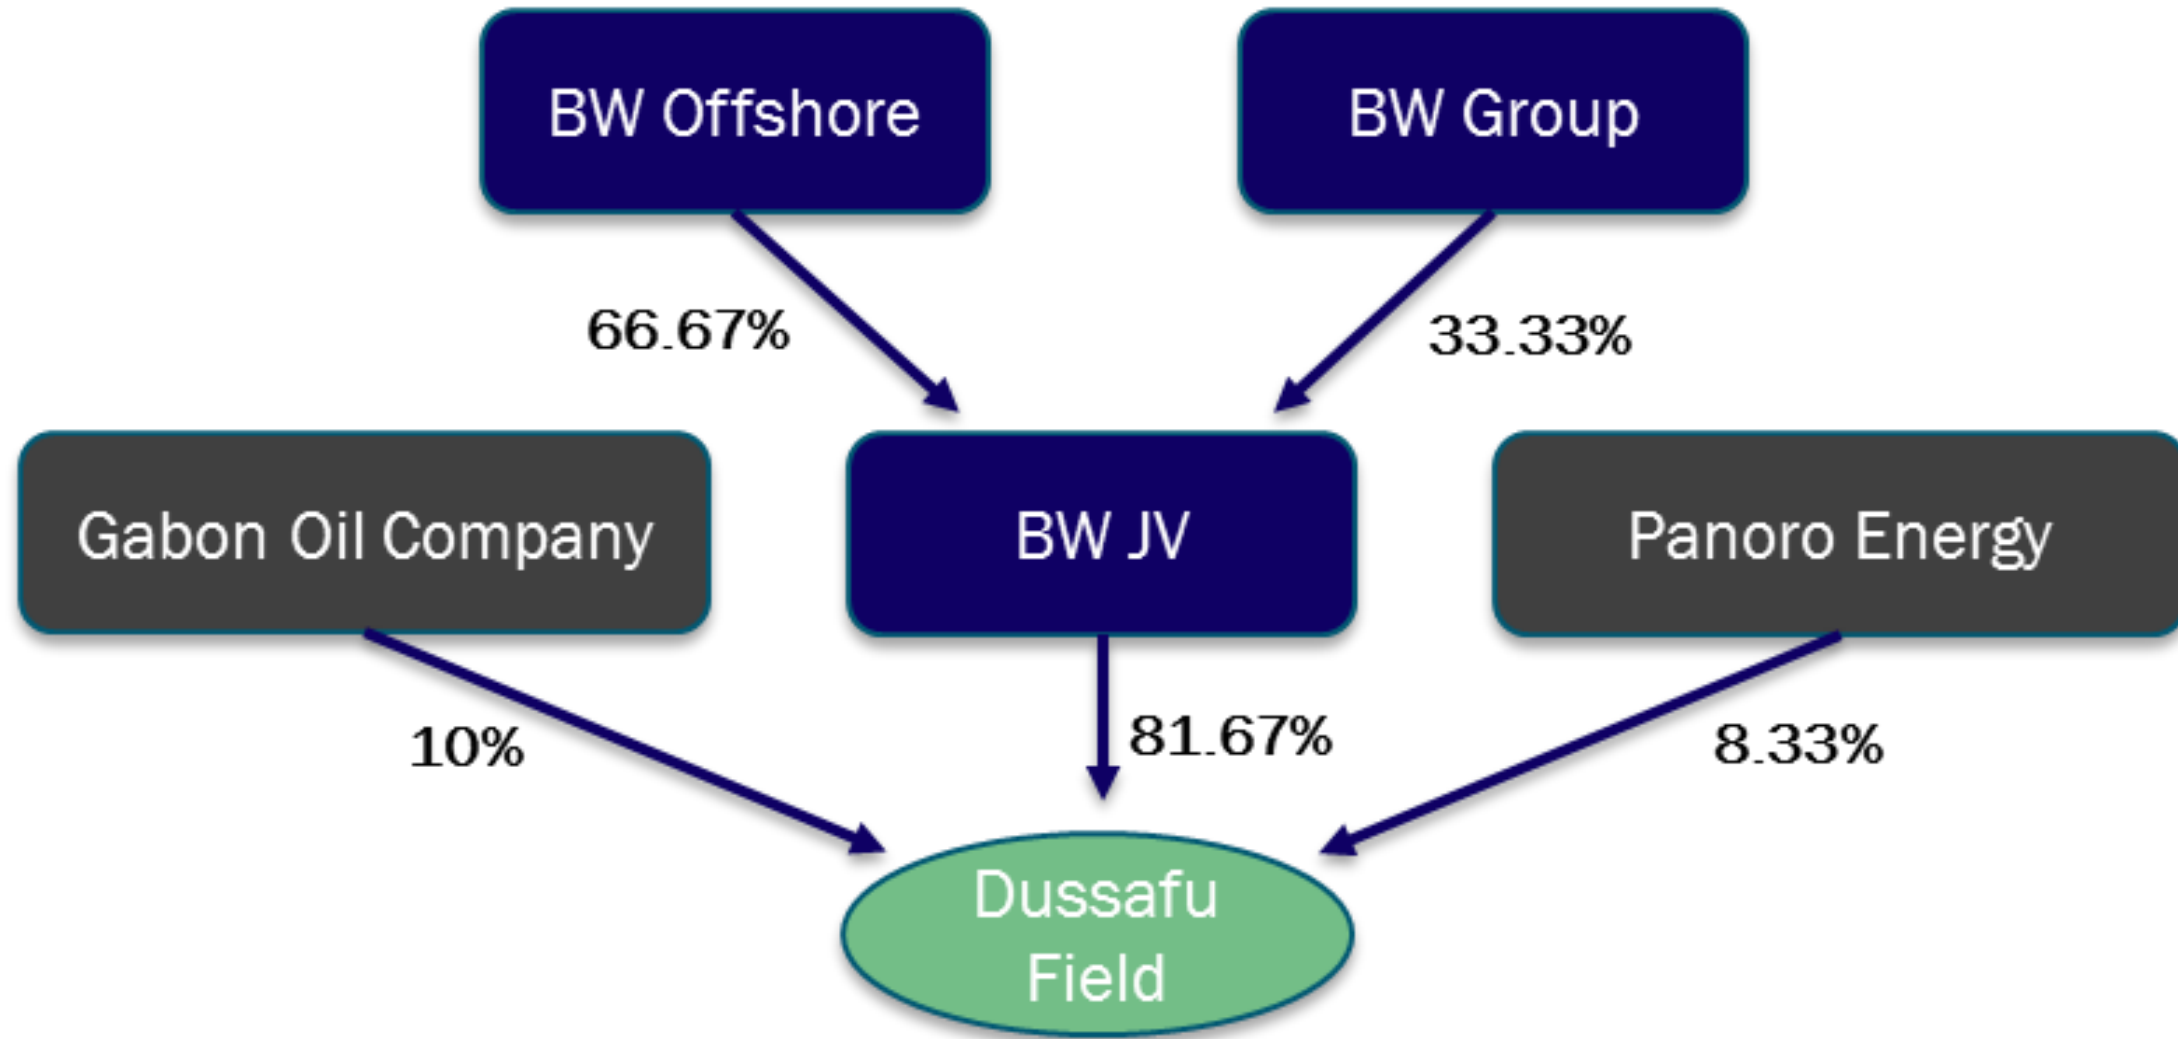 BW Offshore
BW Group
66.67%
33.33%
Gabon Oil Company
BW JV
Panoro Energy
10%
81.67%
8.33%
Dussafu
Field